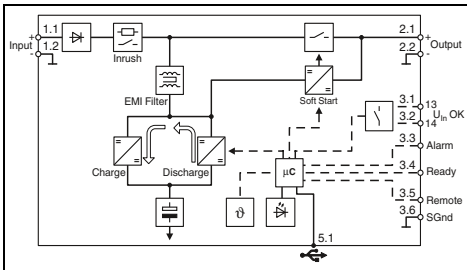 + 1.1
Input
- 1.2
Inrush
2.1 +
Output
2.2 -
EMI Filter
Soft Start
3.1 13
U_In OK
3.2 14
3.3 Alarm
Charge
Discharge
µC
3.4 Ready
ϑ
3.5 Remote
3.6 SGnd
5.1